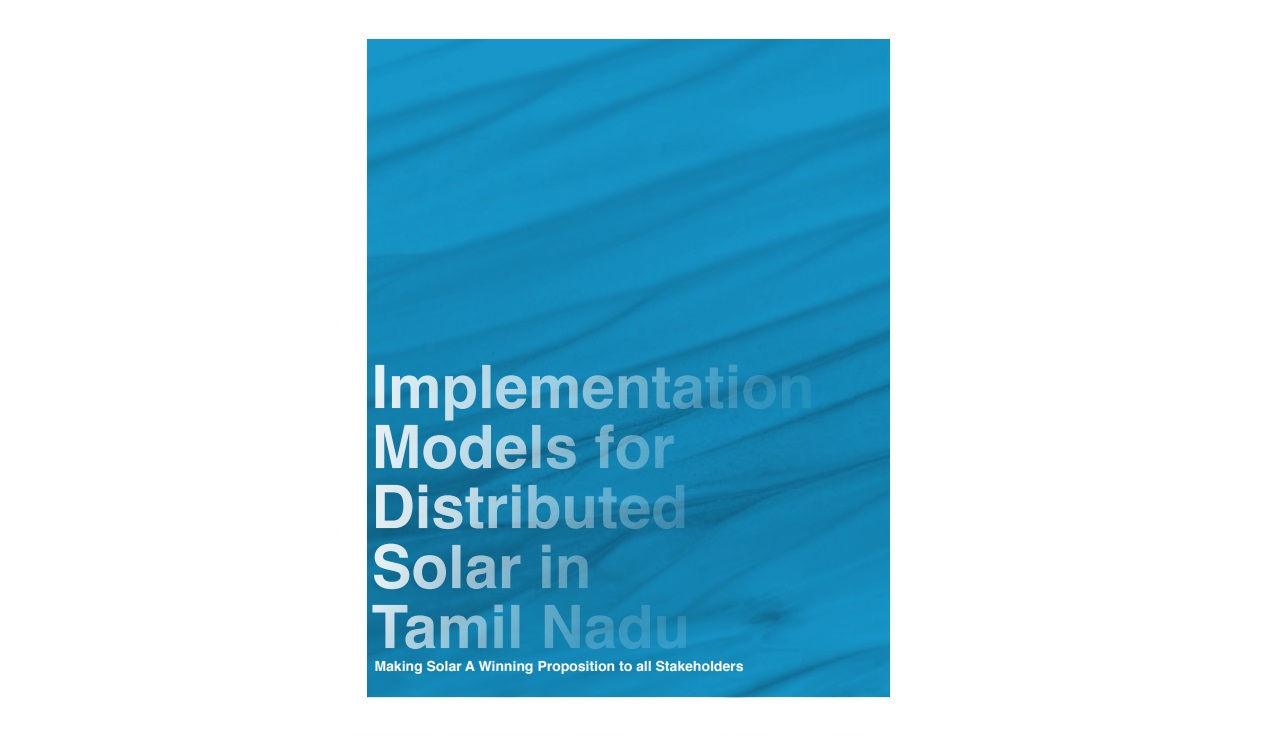 Implementation
Models for
Distributed
Solar in
Tamil Nadu
Making Solar A Winning Proposition to all Stakeholders